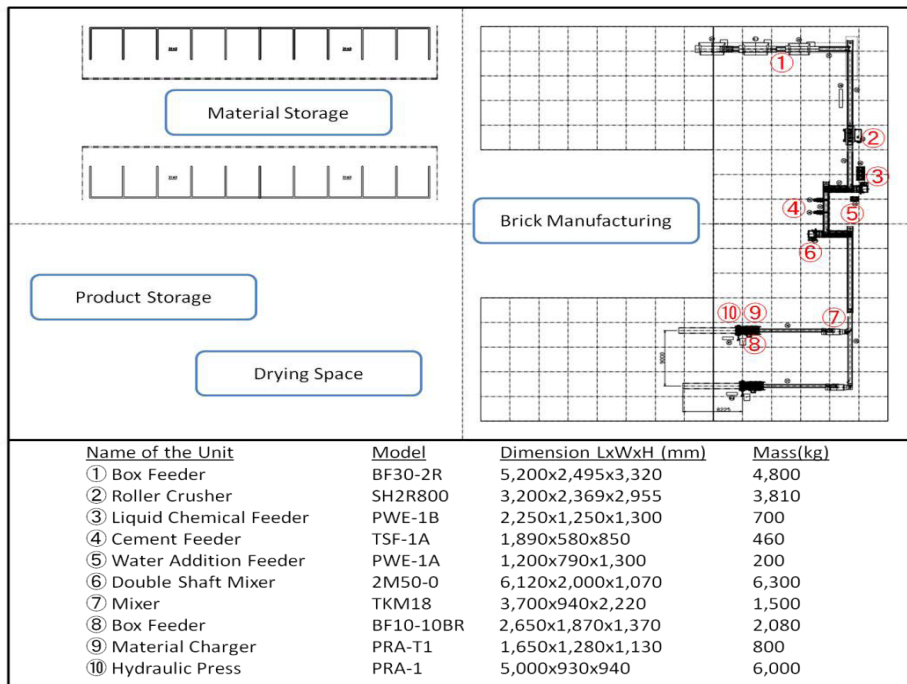 Material Storage
①
②
③
④
⑤
Brick Manufacturing
⑥
Product Storage
⑩ ⑨
⑦
⑧
Drying Space
9000
8225
Name of the Unit Model Dimension LxWxH (mm) Mass(kg)
① Box Feeder BF30-2R 5,200x2,495x3,320 4,800
② Roller Crusher SH2R800 3,200x2,369x2,955 3,810
③ Liquid Chemical Feeder PWE-1B 2,250x1,250x1,300 700
④ Cement Feeder TSF-1A 1,890x580x850 460
⑤ Water Addition Feeder PWE-1A 1,200x790x1,300 200
⑥ Double Shaft Mixer 2M50-0 6,120x2,000x1,070 6,300
⑦ Mixer TKM18 3,700x940x2,220 1,500
⑧ Box Feeder BF10-10BR 2,650x1,870x1,370 2,080
⑨ Material Charger PRA-T1 1,650x1,280x1,130 800
⑩ Hydraulic Press PRA-1 5,000x930x940 6,000